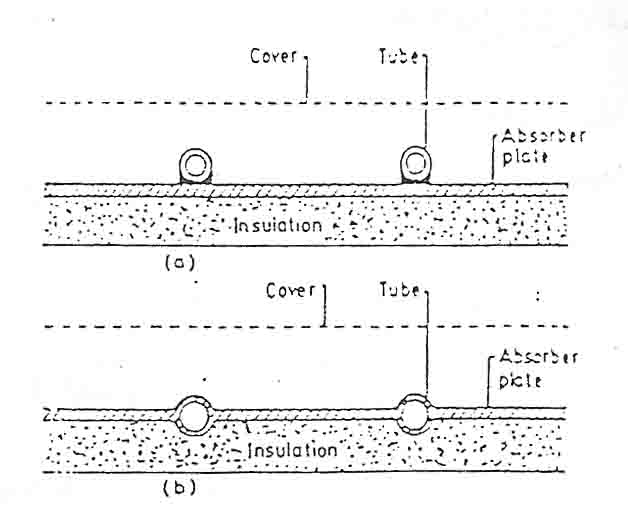 Cover Tube
Absorber
plate
Insulation
(a)
Cover Tube
Absorber
plate
Insulation
(b)